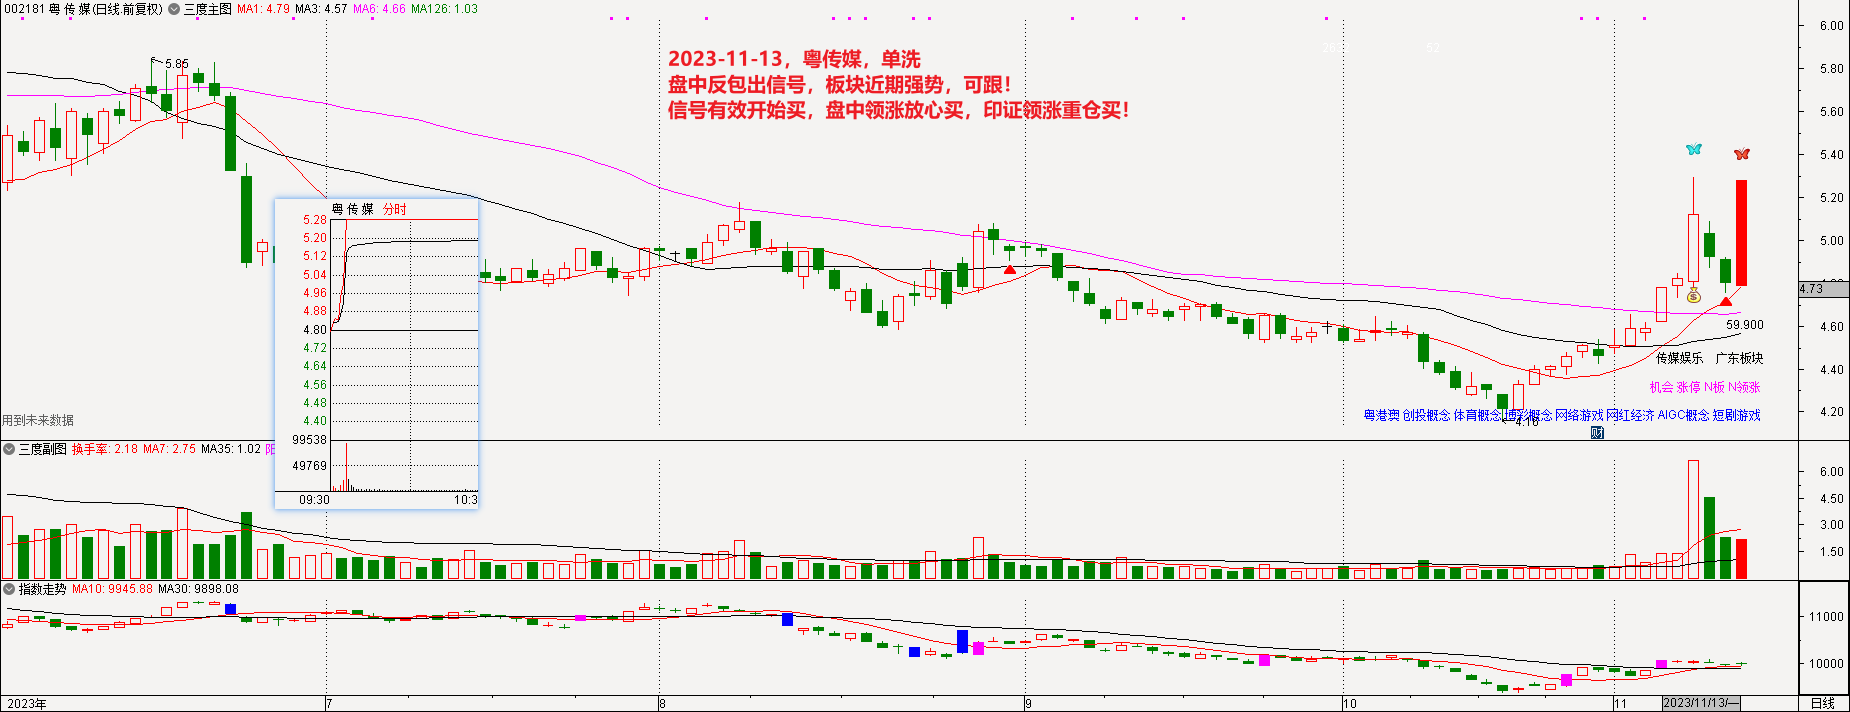 002181 粤 传 媒(日线.前复权) 三度主图 MA1: 4.79 MA3: 4.57 MA6: 4.66 MA126: 1.03
2023-11-13，粤传媒，单洗
盘中反包出信号，板块近期强势，可跟！
信号有效开始买，盘中领涨放心买，印证领涨重仓买！
5.85
6.00
5.80
5.60
5.40
5.20
5.00
4.73
4.60
4.40
4.20
粤 传 媒 分时
5.28
5.20
5.12
5.04
4.96
4.88
4.80
4.72
4.64
4.56
4.48
4.40
99538
49769
09:30 10:3
59.900
传媒娱乐 广东板块
机会 涨停 N板 N领涨
粤港澳 创投概念 体育概念 博彩概念 网络游戏 网红经济 AIGC概念 短剧游戏
4.16
财
用到未来数据
三度副图 换手率: 2.18 MA7: 2.75 MA35: 1.02 阳
6.00
4.50
3.00
1.50
指数走势 MA10: 9945.88 MA30: 9898.08
11000
10000
2023年 7 8 9 10 11 2023/11/13/一 日线